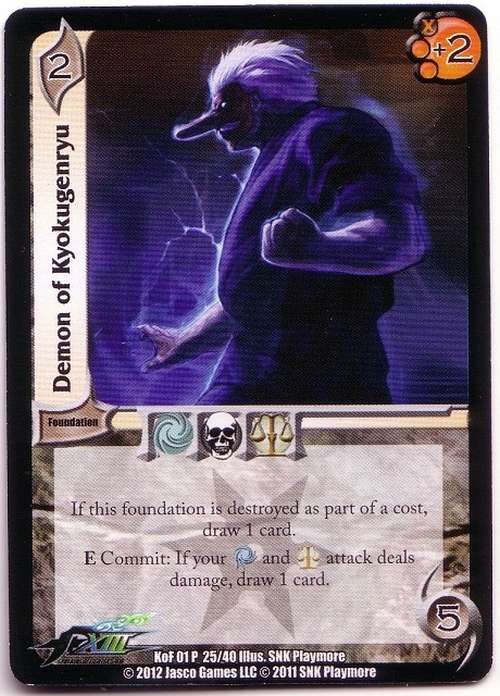 2
X
+2
Demon of Kyokugenryu
Foundation
If this foundation is destroyed as part of a cost,
draw 1 card.
E Commit: If your and attack deals
damage, draw 1 card.
5
XIII
KoF 01 P 25/40 Illus. SNK Playmore
© 2012 Jasco Games LLC © 2011 SNK Playmore